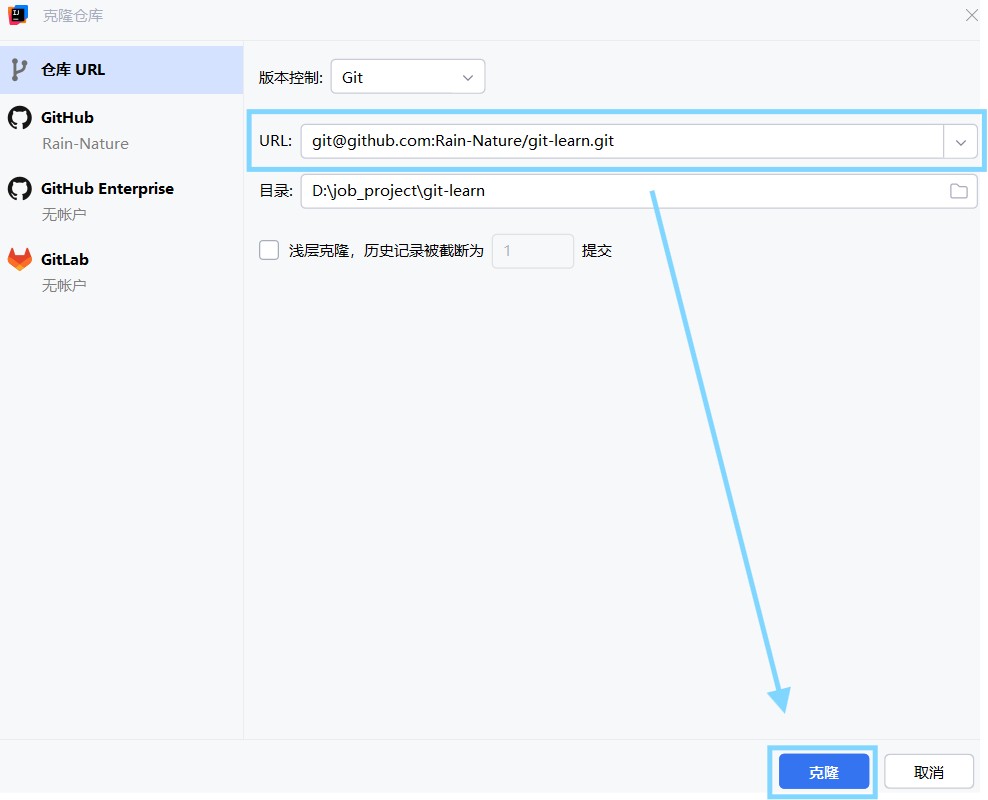 克隆仓库
仓库 URL
GitHub
Rain-Nature
GitHub Enterprise
无帐户
GitLab
无帐户
版本控制: Git
URL: git@github.com:Rain-Nature/git-learn.git
目录: D:\job_project\git-learn
浅层克隆，历史记录被截断为 1 提交
克隆 取消